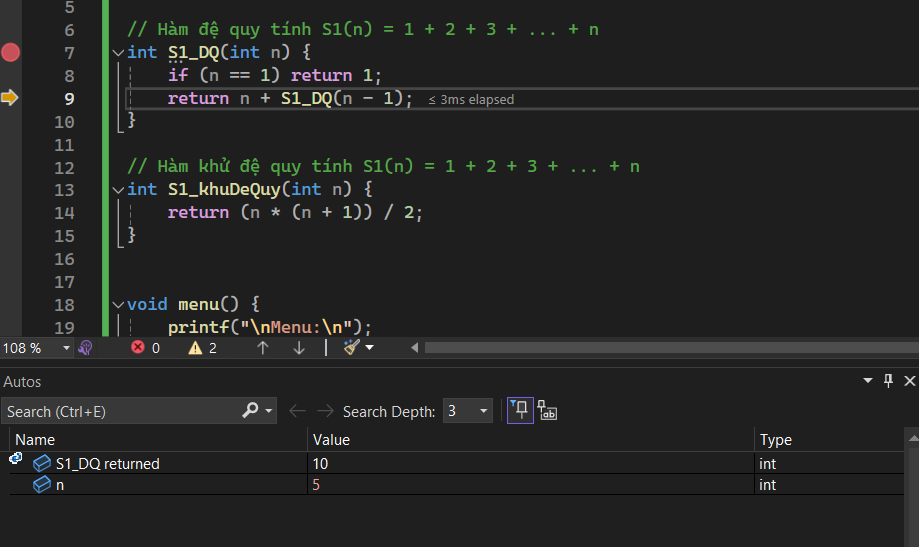 5
6 // Hàm đệ quy tính S1(n) = 1 + 2 + 3 + ... + n
7 int S1_DQ(int n) {
8 if (n == 1) return 1;
9 return n + S1_DQ(n - 1); ≤ 3ms elapsed
10 }
11
12 // Hàm khử đệ quy tính S1(n) = 1 + 2 + 3 + ... + n
13 int S1_khuDeQuy(int n) {
14 return (n * (n + 1)) / 2;
15 }
16
17
18 void menu() {
19 printf("\nMenu:\n");
108 % 0 2
Autos
Search (Ctrl+E) Search Depth: 3
Name Value Type
S1_DQ returned 10 int
n 5 int